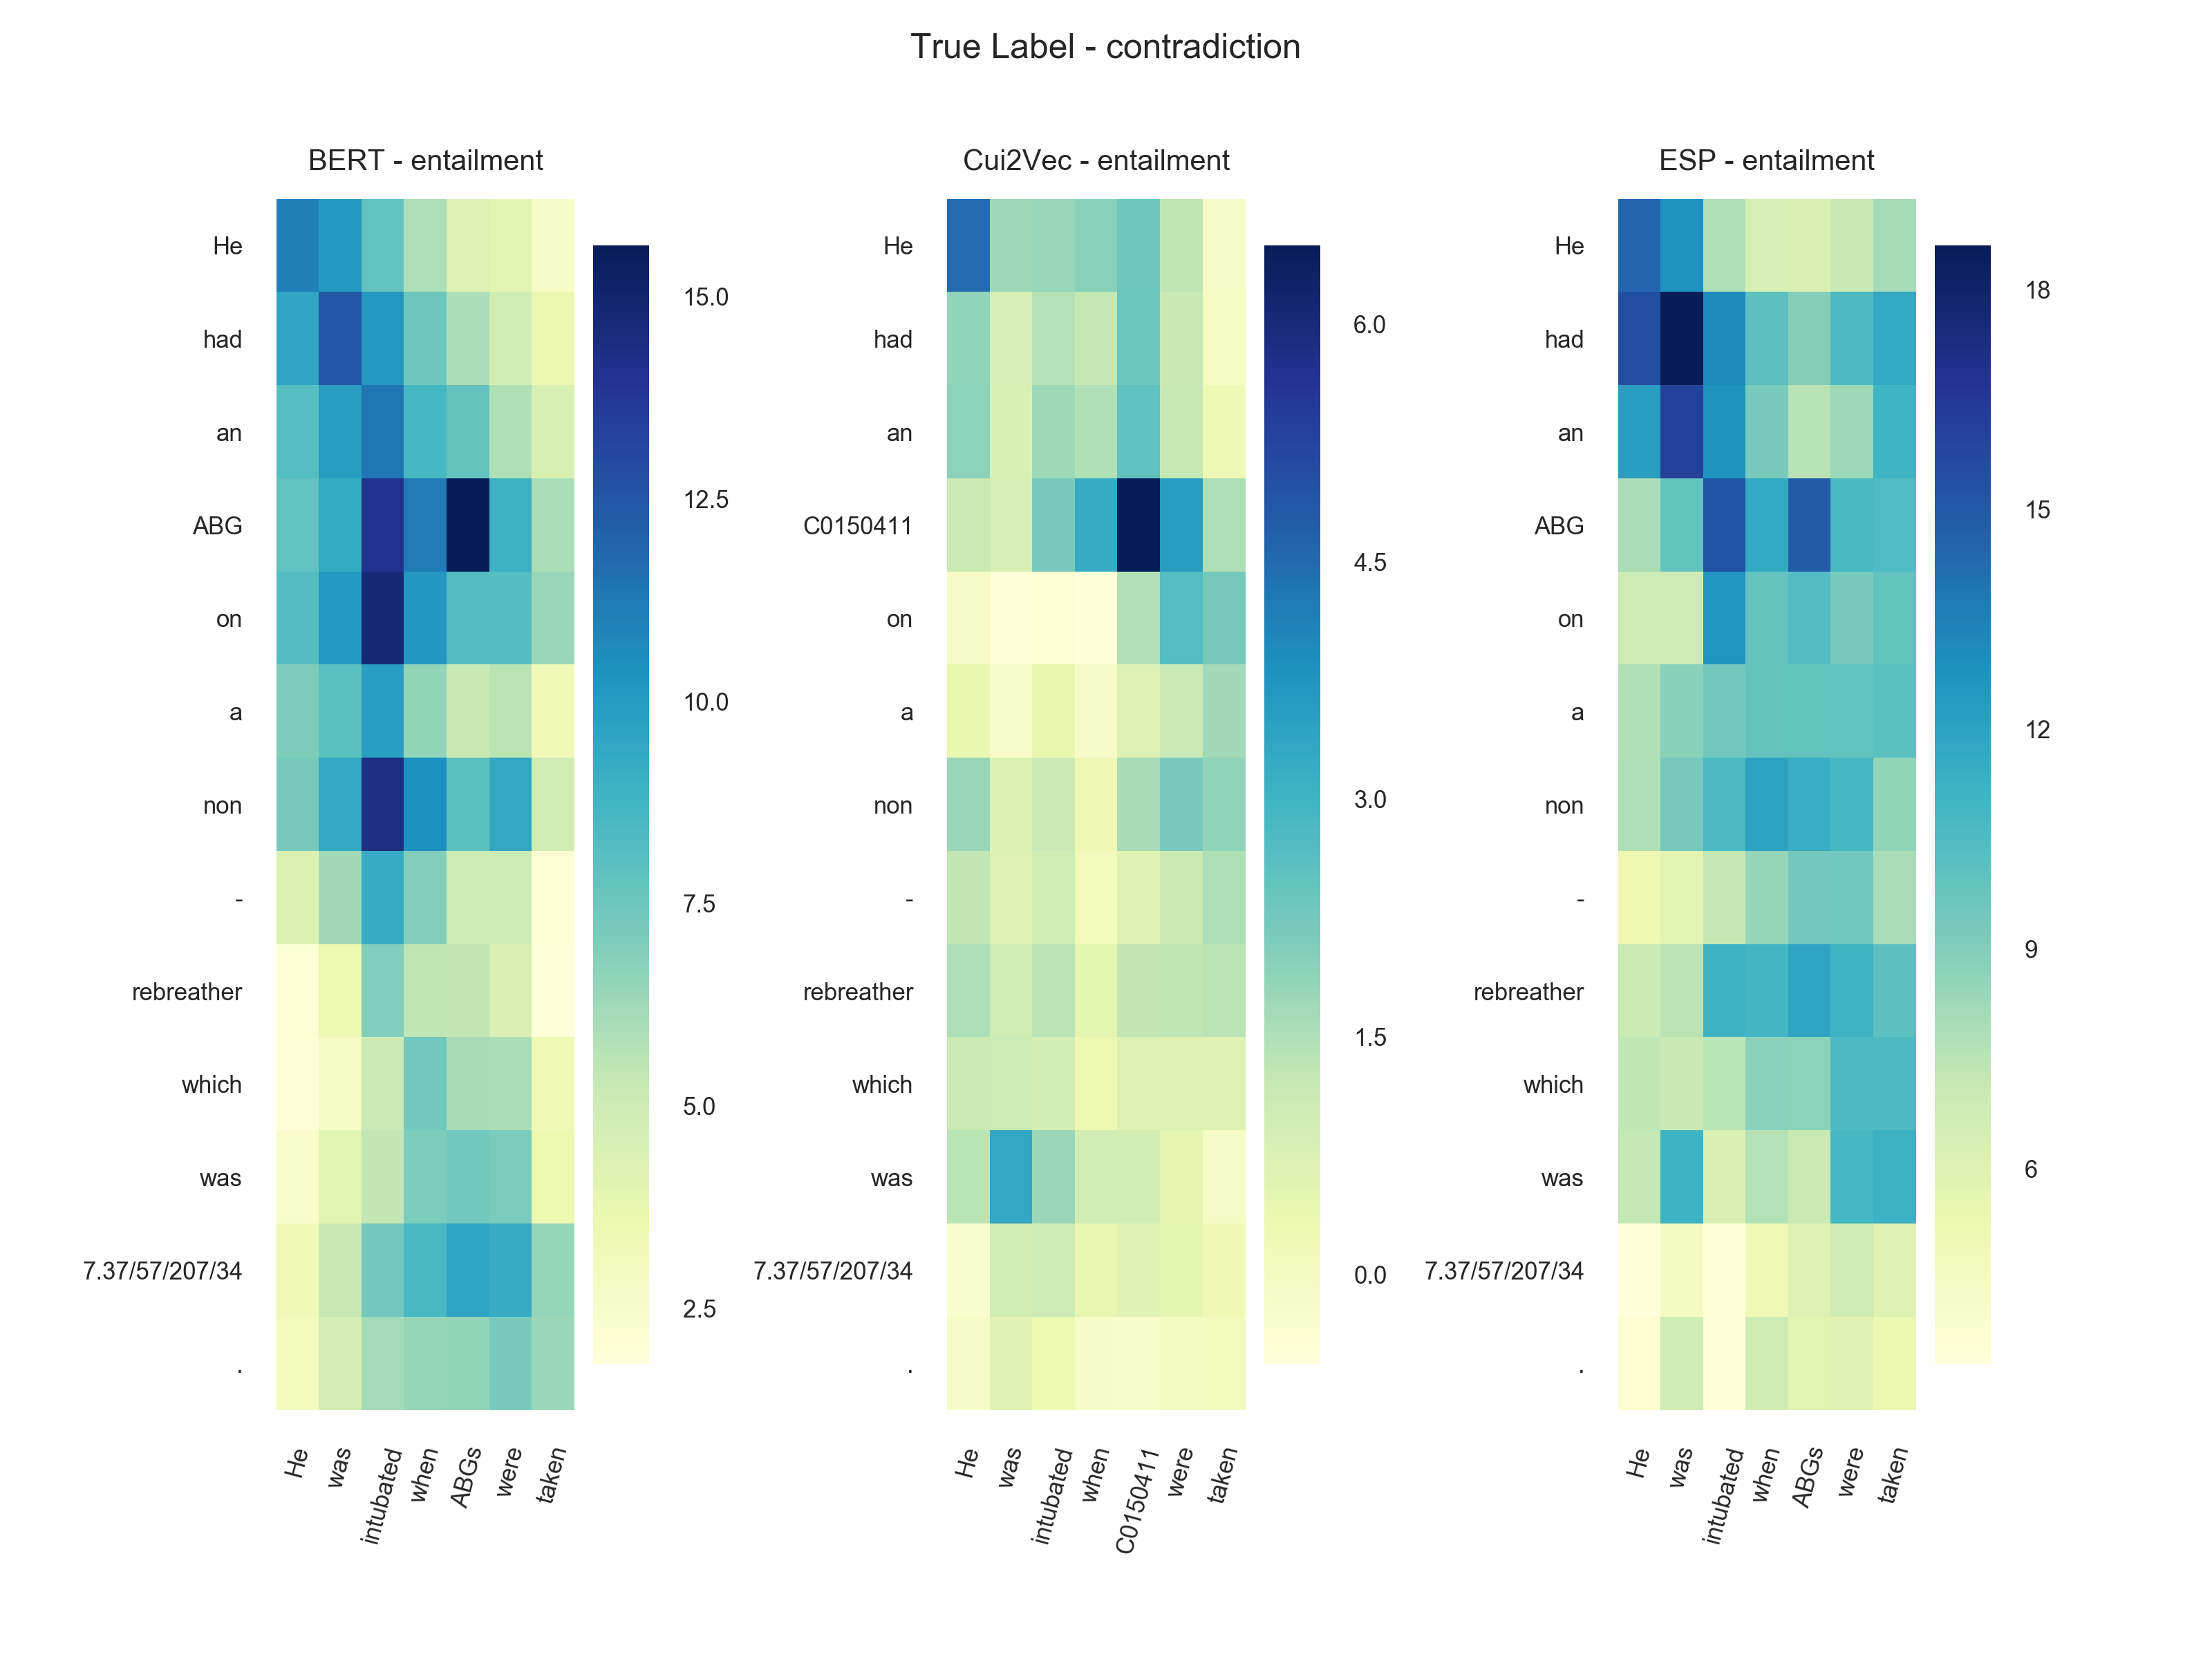 True Label - contradiction
BERT - entailment
He
had
an
ABG
on
a
non
-
rebreather
which
was
7.37/57/207/34
.
He
was
intubated
when
ABGs
were
taken
15.0
12.5
10.0
7.5
5.0
2.5
Cui2Vec - entailment
He
had
an
C0150411
on
a
non
-
rebreather
which
was
7.37/57/207/34
.
He
was
intubated
when
C0150411
were
taken
6.0
4.5
3.0
1.5
0.0
ESP - entailment
He
had
an
ABG
on
a
non
-
rebreather
which
was
7.37/57/207/34
.
He
was
intubated
when
ABGs
were
taken
18
15
12
9
6